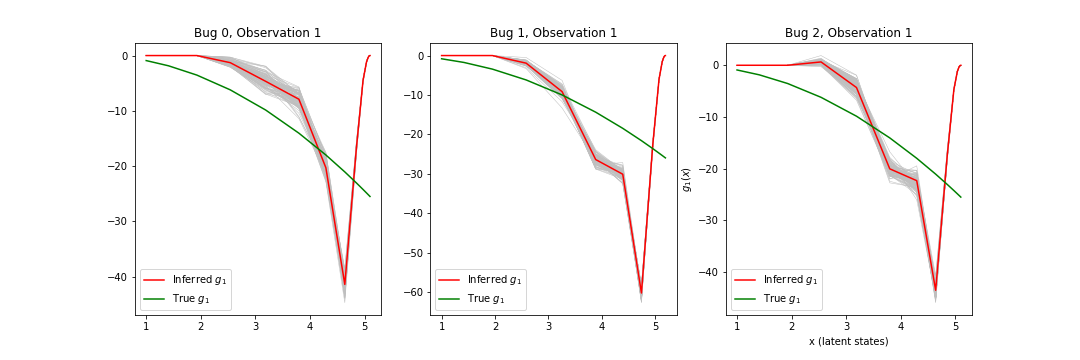 Bug 0, Observation 1
0
−10
−20
−30
−40
1 2 3 4 5
Inferred g₁
True g₁
Bug 1, Observation 1
0
−10
−20
−30
−40
−50
−60
1 2 3 4 5
Inferred g₁
True g₁
Bug 2, Observation 1
g₁(x)
0
−10
−20
−30
−40
1 2 3 4 5
x (latent states)
Inferred g₁
True g₁